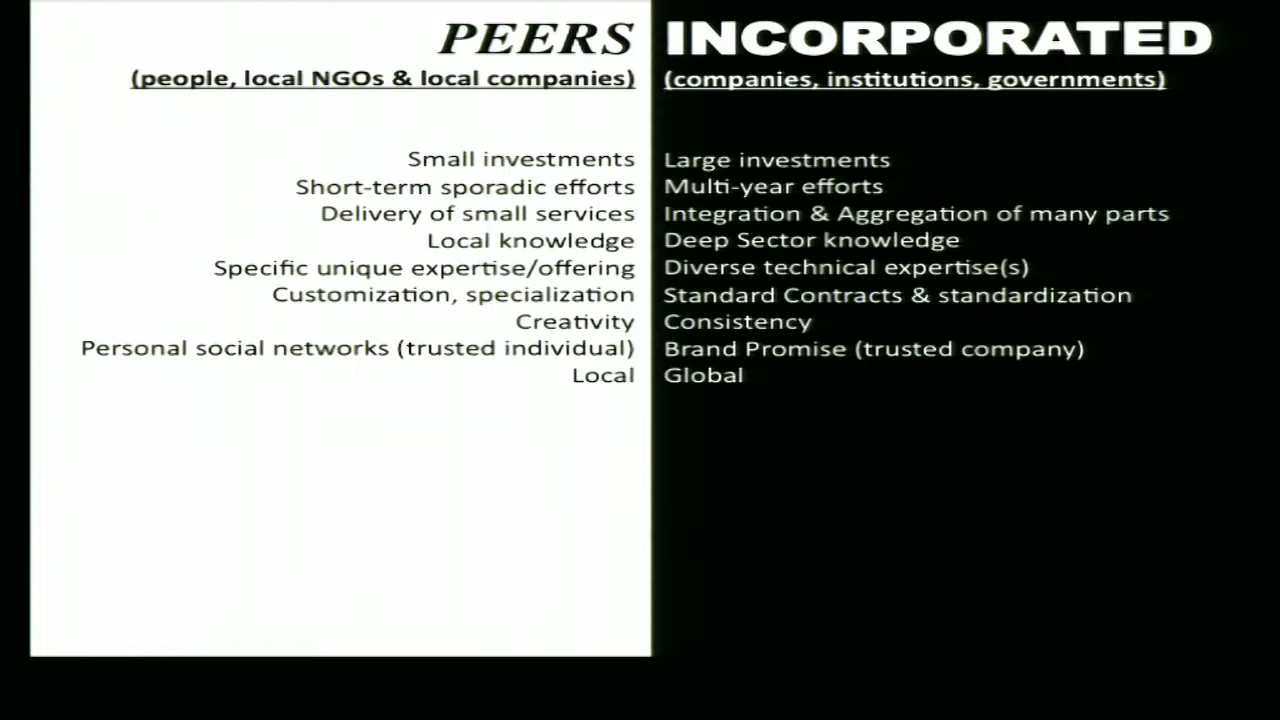 PEERS INCORPORATED
(people, local NGOs & local companies) (companies, institutions, governments)
Small investments Large investments
Short-term sporadic efforts Multi-year efforts
Delivery of small services Integration & Aggregation of many parts
Local knowledge Deep Sector knowledge
Specific unique expertise/offering Diverse technical expertise(s)
Customization, specialization Standard Contracts & standardization
Creativity Consistency
Personal social networks (trusted individual) Brand Promise (trusted company)
Local Global